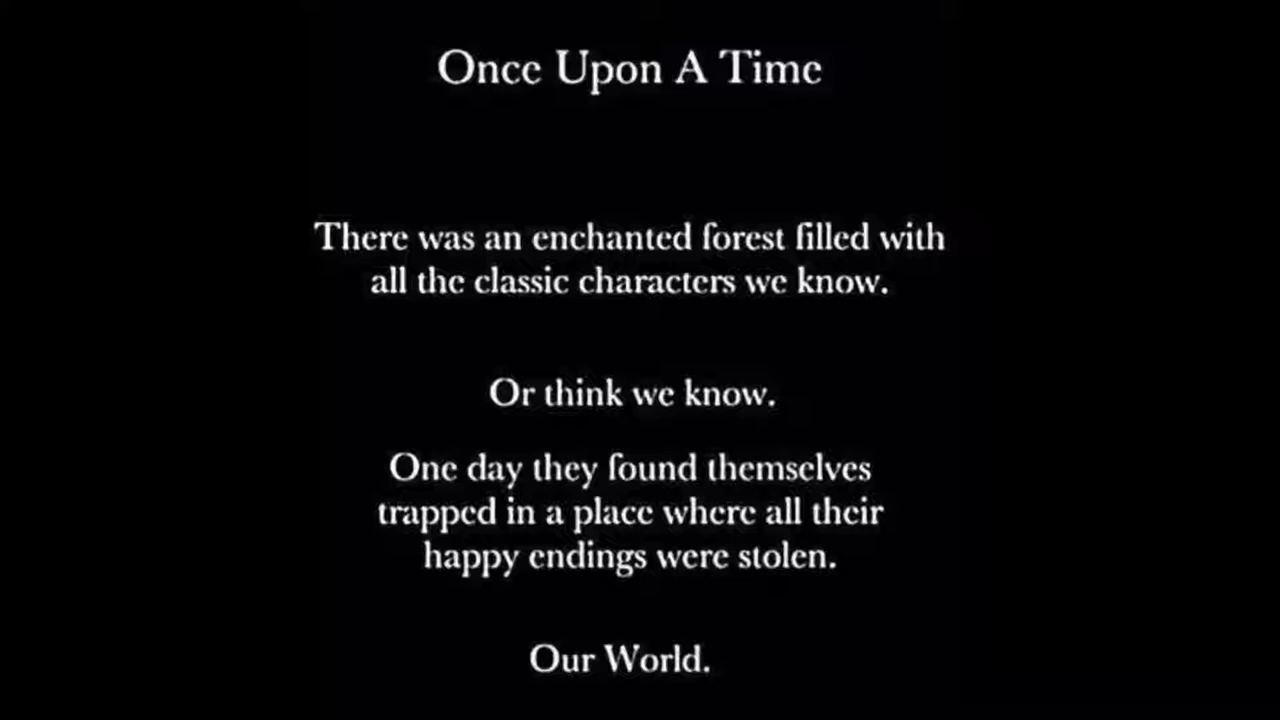 Once Upon A Time
There was an enchanted forest filled with
all the classic characters we know.
Or think we know.
One day they found themselves
trapped in a place where all their
happy endings were stolen.
Our World.